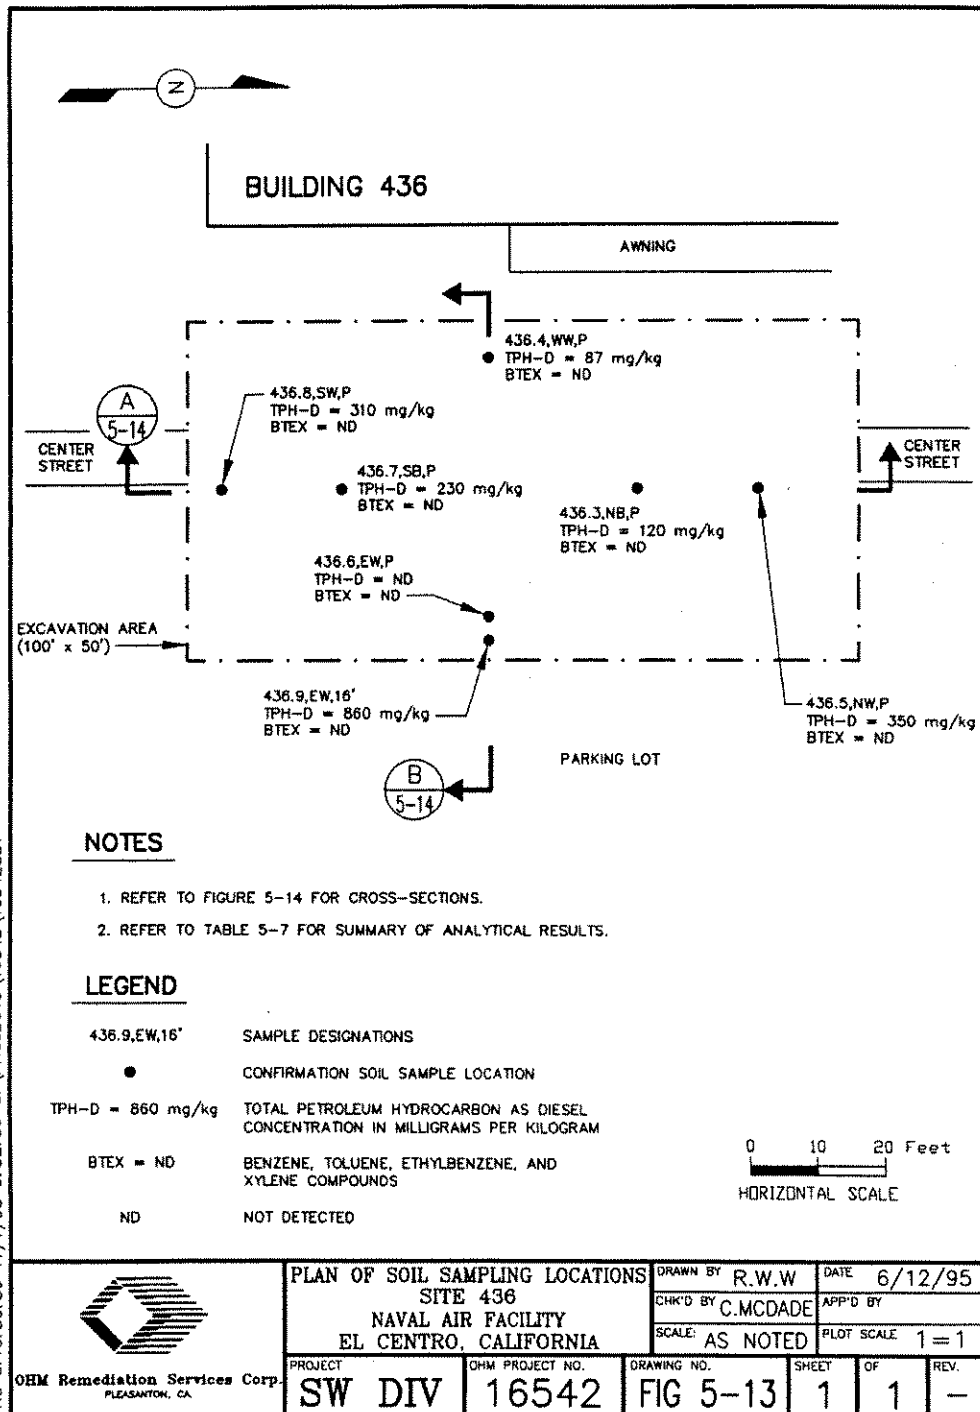 N
BUILDING 436
AWNING
436.4,WW,P
TPH-D = 87 mg/kg
BTEX = ND
436.8,SW,P
TPH-D = 310 mg/kg
BTEX = ND
A
5-14
CENTER
STREET
CENTER
STREET
436.7,SB,P
TPH-D = 230 mg/kg
BTEX = ND
436.3,NB,P
TPH-D = 120 mg/kg
BTEX = ND
436.6,EW,P
TPH-D = ND
BTEX = ND
EXCAVATION AREA
(100' x 50')
436.9,EW,16'
TPH-D = 860 mg/kg
BTEX = ND
436.5,NW,P
TPH-D = 350 mg/kg
BTEX = ND
PARKING LOT
B
5-14
NOTES
1. REFER TO FIGURE 5-14 FOR CROSS-SECTIONS.
2. REFER TO TABLE 5-7 FOR SUMMARY OF ANALYTICAL RESULTS.
LEGEND
436.9,EW,16' SAMPLE DESIGNATIONS
CONFIRMATION SOIL SAMPLE LOCATION
TPH-D = 860 mg/kg TOTAL PETROLEUM HYDROCARBON AS DIESEL
CONCENTRATION IN MILLIGRAMS PER KILOGRAM
BTEX = ND BENZENE, TOLUENE, ETHYLBENZENE, AND
XYLENE COMPOUNDS
ND NOT DETECTED
0 10 20 Feet
HORIZONTAL SCALE
OHM Remediation Services Corp.
PLEASANTON, CA
PLAN OF SOIL SAMPLING LOCATIONS
SITE 436
NAVAL AIR FACILITY
EL CENTRO, CALIFORNIA
DRAWN BY R.W.W
DATE 6/12/95
CHK'D BY C.MCDADE
APP'D BY
SCALE: AS NOTED
PLOT SCALE 1=1
PROJECT
SW DIV
OHM PROJECT NO.
16542
DRAWING NO.
FIG 5-13
SHEET
1
OF
1
REV.
-